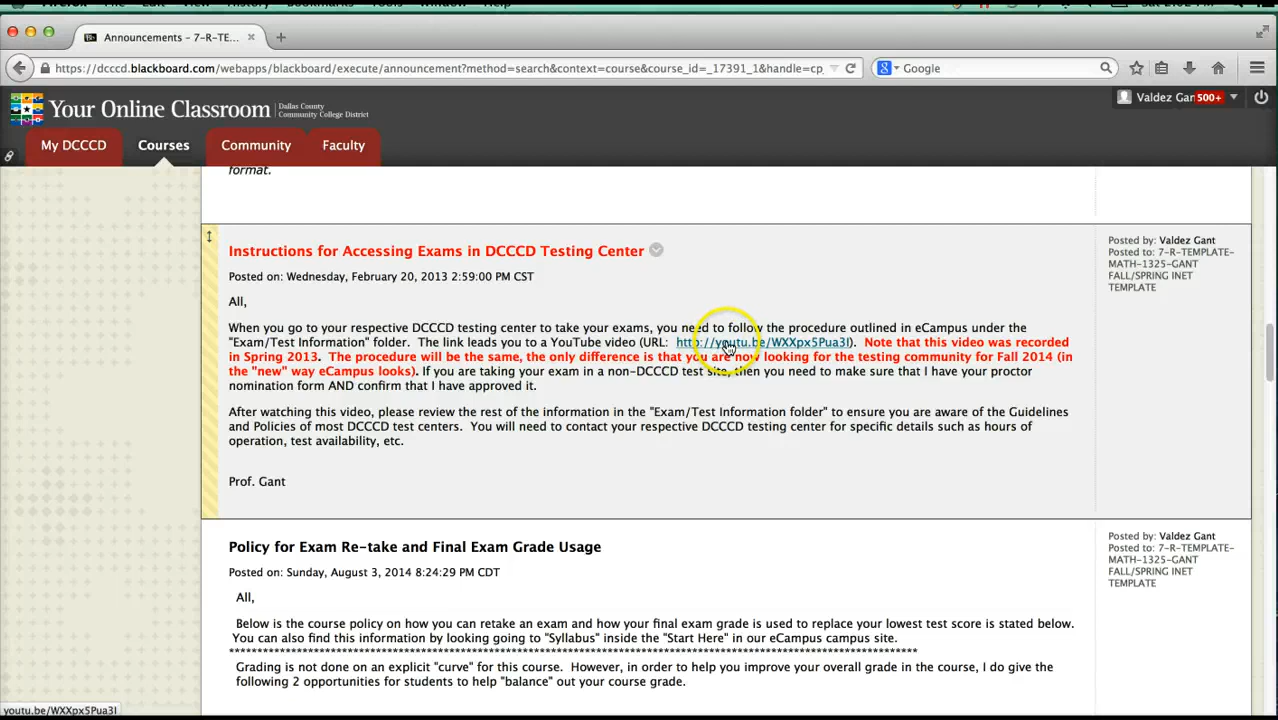 Announcements – 7-R-TE...
https://dcccd.blackboard.com/webapps/blackboard/execute/announcement?method=search&context=course&course_id=_17391_1&handle=cp_
Google
Your Online Classroom
Dallas County
Community College District
Valdez Gan 500+
My DCCCD
Courses
Community
Faculty
format.
Instructions for Accessing Exams in DCCCD Testing Center
Posted on: Wednesday, February 20, 2013 2:59:00 PM CST
All,
When you go to your respective DCCCD testing center to take your exams, you need to follow the procedure outlined in eCampus under the
"Exam/Test Information" folder.  The link leads you to a YouTube video (URL:  http://youtu.be/WXXpx5Pua3I).  Note that this video was recorded
in Spring 2013.  The procedure will be the same, the only difference is that you are now looking for the testing community for Fall 2014 (in
the "new" way eCampus looks). If you are taking your exam in a non-DCCCD test site, then you need to make sure that I have your proctor
nomination form AND confirm that I have approved it.
After watching this video, please review the rest of the information in the "Exam/Test Information folder" to ensure you are aware of the Guidelines
and Policies of most DCCCD test centers.  You will need to contact your respective DCCCD testing center for specific details such as hours of
operation, test availability, etc.
Prof. Gant
Posted by: Valdez Gant
Posted to: 7-R-TEMPLATE-
MATH-1325-GANT
FALL/SPRING INET
TEMPLATE
Policy for Exam Re-take and Final Exam Grade Usage
Posted on: Sunday, August 3, 2014 8:24:29 PM CDT
All,
Below is the course policy on how you can retake an exam and how your final exam grade is used to replace your lowest test score is stated below.
You can also find this information by looking going to "Syllabus" inside the "Start Here" in our eCampus campus site.
Grading is not done on an explicit "curve" for this course.  However, in order to help you improve your overall grade in the course, I do give the
following 2 opportunities for students to help "balance" out your course grade.
Posted by: Valdez Gant
Posted to: 7-R-TEMPLATE-
MATH-1325-GANT
FALL/SPRING INET
TEMPLATE
youtu.be/WXXpx5Pua3I